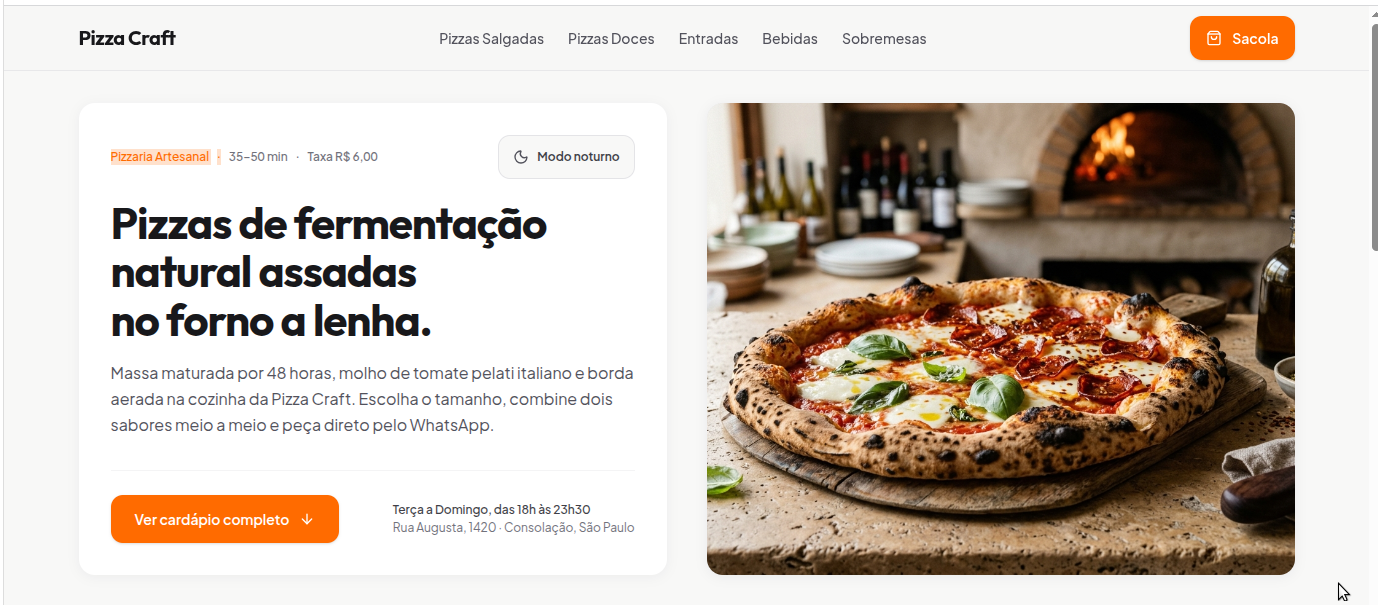 Pizza Craft
Pizzas Salgadas
Pizzas Doces
Entradas
Bebidas
Sobremesas
Sacola
Pizzaria Artesanal · 35–50 min · Taxa R$ 6,00
Modo noturno
Pizzas de fermentação
natural assadas
no forno a lenha.
Massa maturada por 48 horas, molho de tomate pelati italiano e borda
aerada na cozinha da Pizza Craft. Escolha o tamanho, combine dois
sabores meio a meio e peça direto pelo WhatsApp.
Ver cardápio completo ↓
Terça a Domingo, das 18h às 23h30
Rua Augusta, 1420 · Consolação, São Paulo